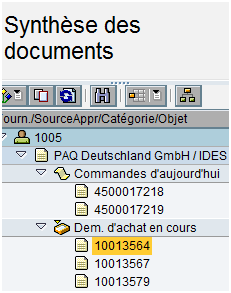 Synthèse des
documents
ourn./SourceAppr/Catégorie/Objet
1005
PAQ Deutschland GmbH / IDES
Commandes d'aujourd'hui
4500017218
4500017219
Dem. d'achat en cours
10013564
10013567
10013579